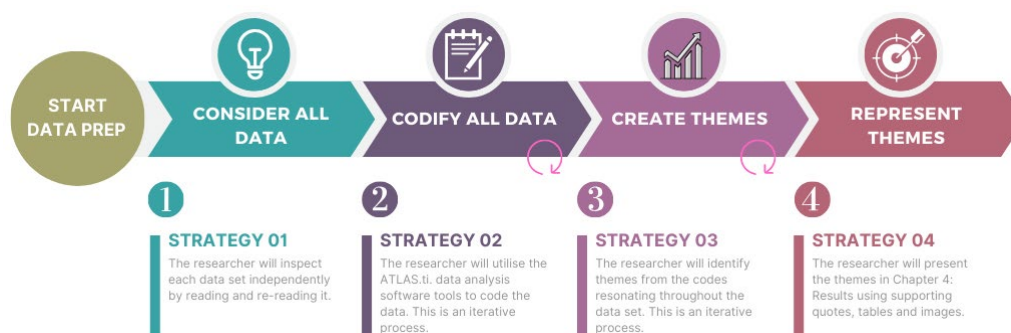 START
DATA PREP
CONSIDER ALL
DATA
CODIFY ALL DATA
CREATE THEMES
REPRESENT
THEMES
1
STRATEGY 01
The researcher will inspect
each data set independently
by reading and re-reading it.
2
STRATEGY 02
The researcher will utilise the
ATLAS.ti. data analysis
software tools to code the
data. This is an iterative
process.
3
STRATEGY 03
The researcher will identify
themes from the codes
resonating throughout the
data set. This is an iterative
process.
4
STRATEGY 04
The researcher will present
the themes in Chapter 4:
Results using supporting
quotes, tables and images.